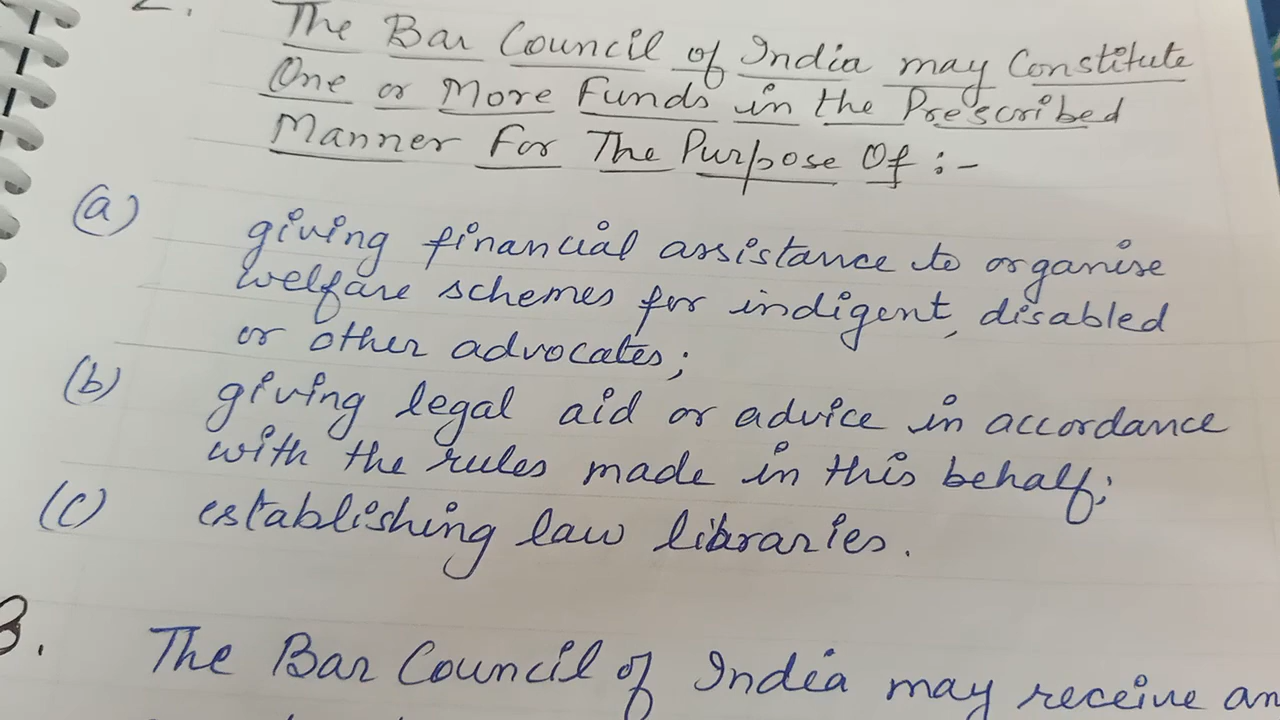 2. The Bar Council of India may Constitute
One or More Funds in the Prescribed
Manner For The Purpose Of :-
(a) giving financial assistance to organise
welfare schemes for indigent, disabled
or other advocates;
(b) giving legal aid or advice in accordance
with the rules made in this behalf;
(c) establishing law libraries.
3. The Bar Council of India may receive an